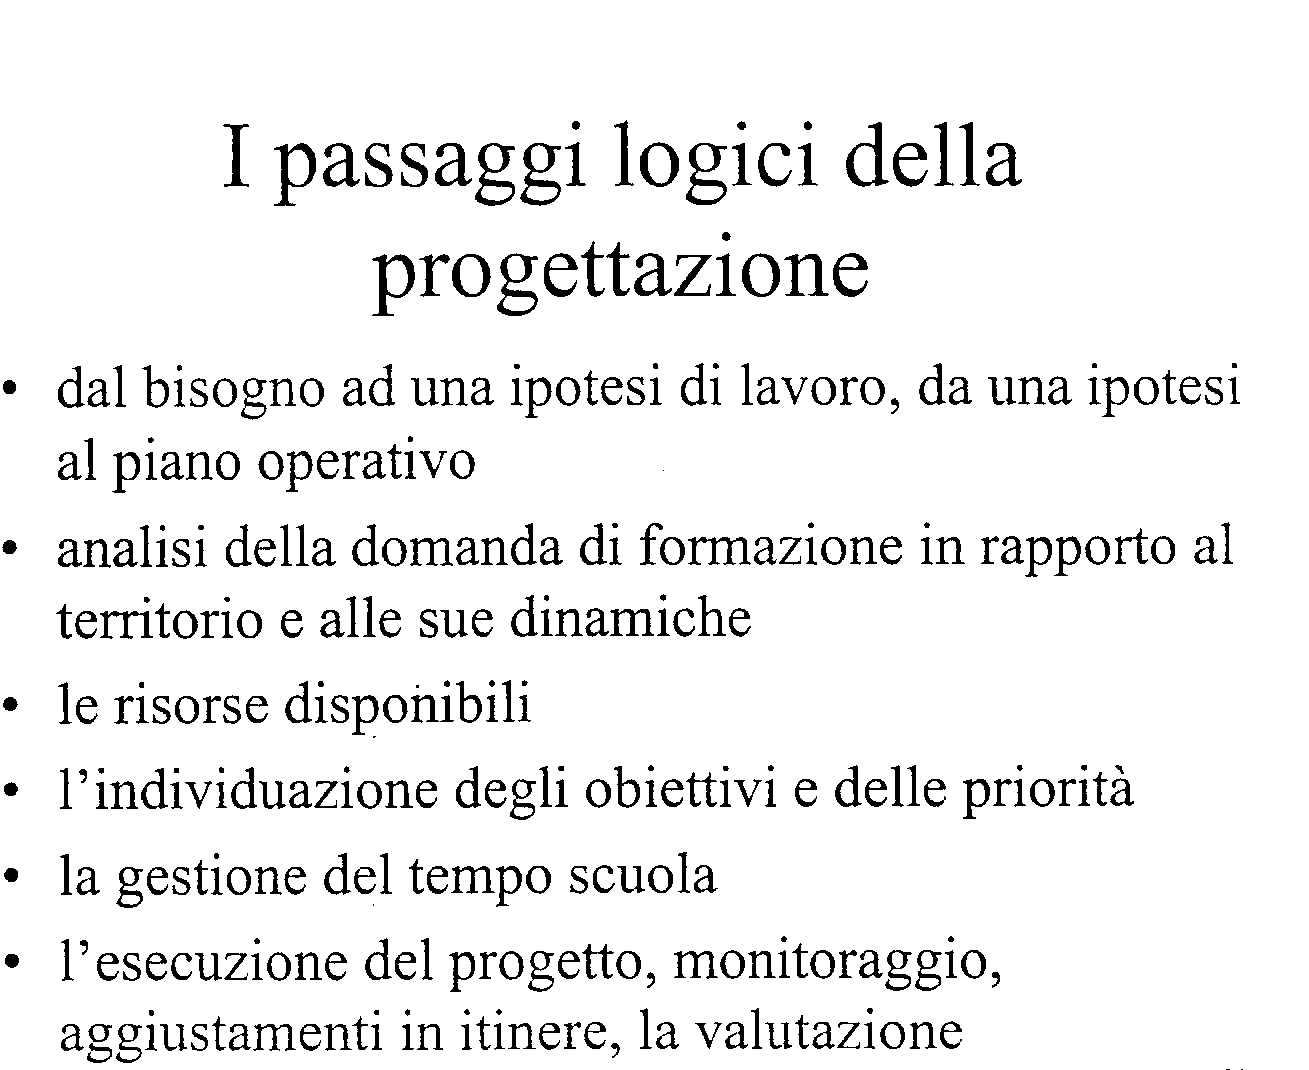 I passaggi logici della
progettazione
• dal bisogno ad una ipotesi di lavoro, da una ipotesi
al piano operativo
• analisi della domanda di formazione in rapporto al
territorio e alle sue dinamiche
• le risorse disponibili
• l'individuazione degli obiettivi e delle priorità
• la gestione del tempo scuola
• l'esecuzione del progetto, monitoraggio,
aggiustamenti in itinere, la valutazione